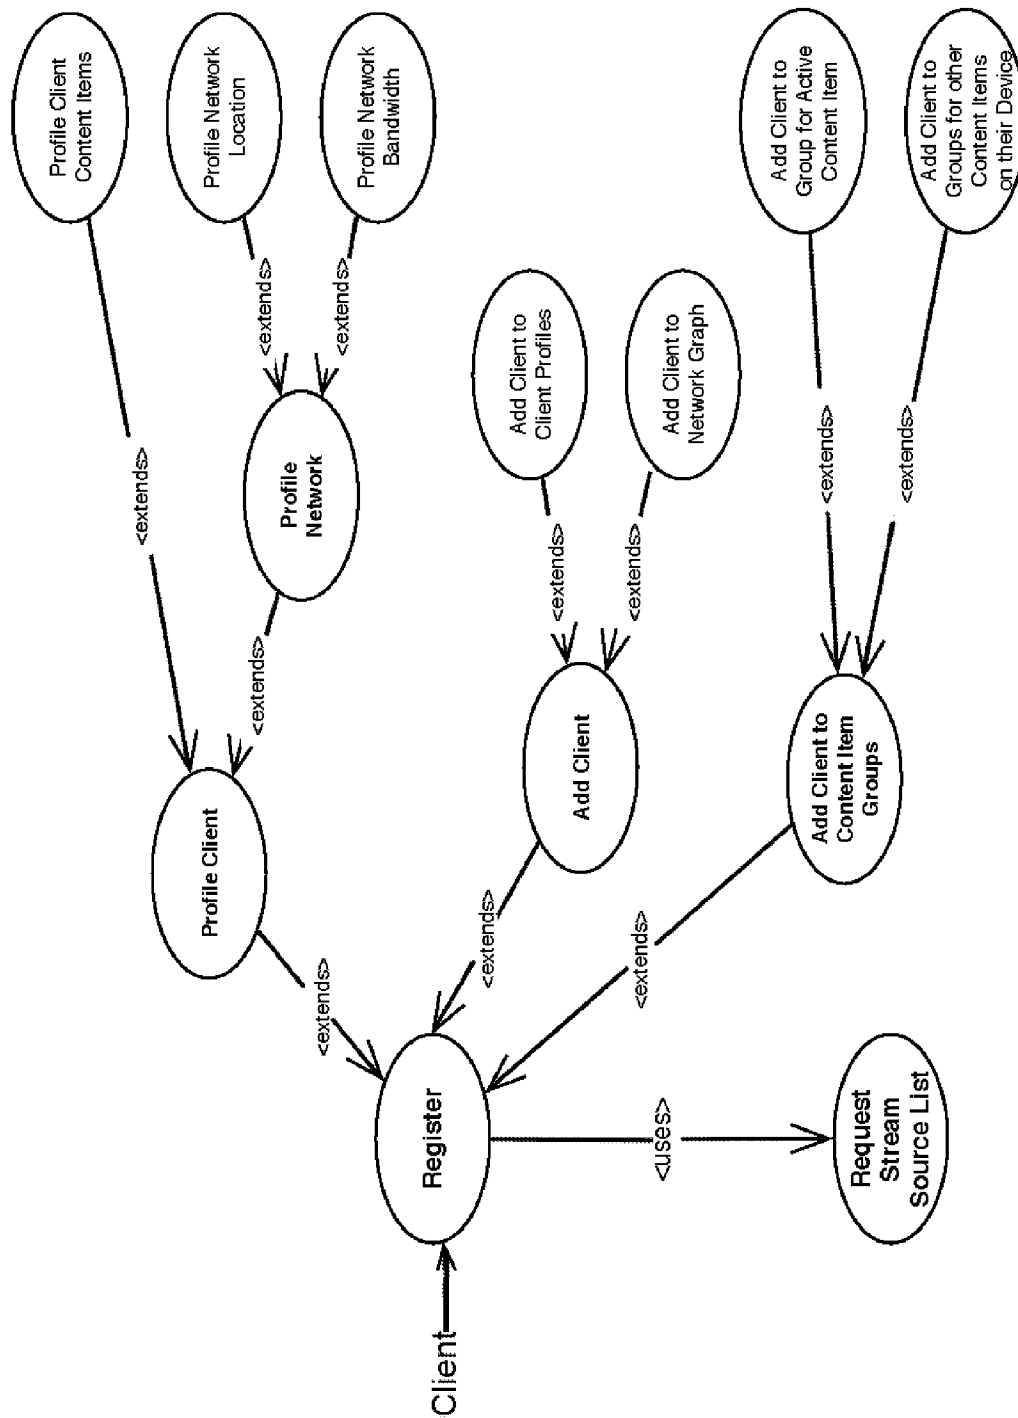 Client
Register
<uses>
Request
Stream
Source List
<extends>
Profile Client
<extends>
Profile Client
Content Items
<extends>
Profile
Network
<extends>
Profile Network
Location
<extends>
Profile Network
Bandwidth
<extends>
Add Client
<extends>
Add Client to
Client Profiles
<extends>
Add Client to
Network Graph
<extends>
Add Client to
Content Item
Groups
<extends>
Add Client to
Group for Active
Content Item
<extends>
Add Client to
Groups for other
Content Items
on their Device